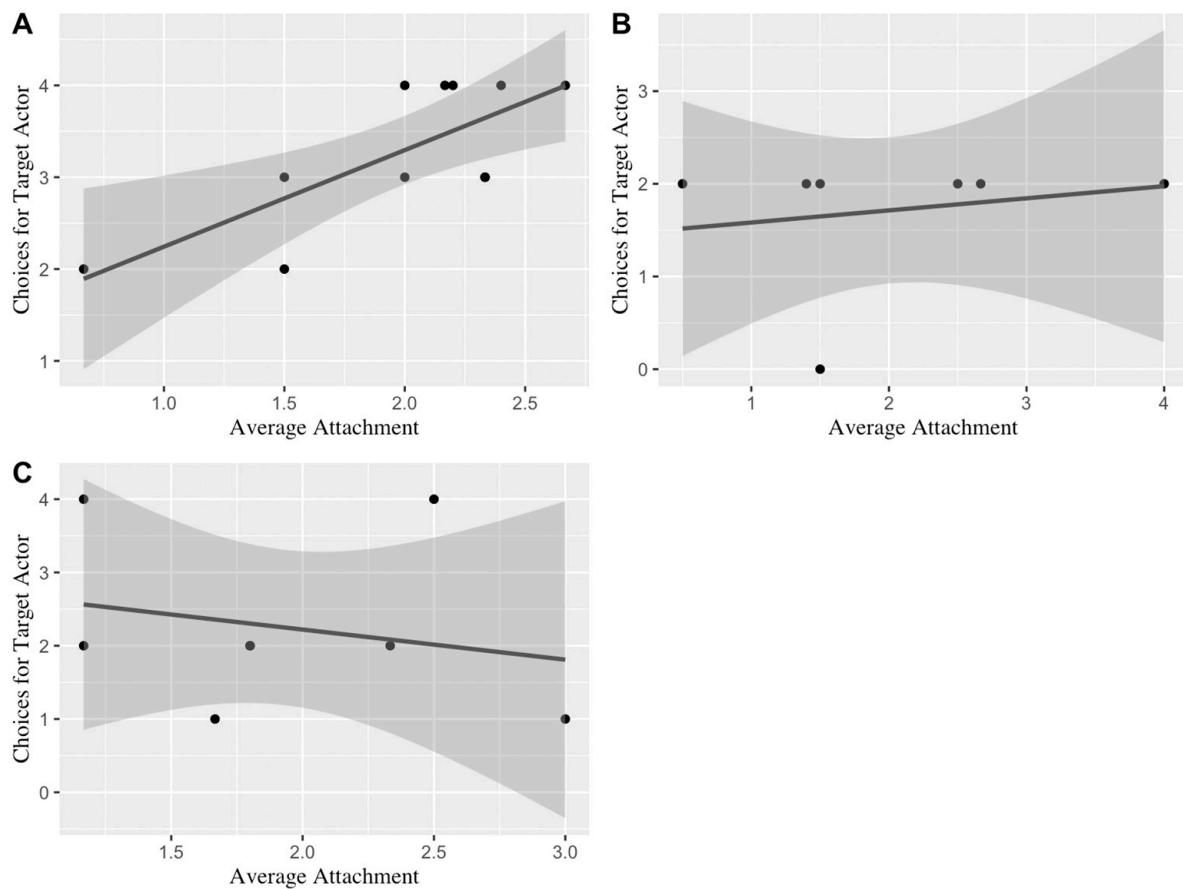 A
Choices for Target Actor
4
3
2
1
1.0 1.5 2.0 2.5
Average Attachment
B
Choices for Target Actor
3
2
1
0
1 2 3 4
Average Attachment
C
Choices for Target Actor
4
3
2
1
0
1.5 2.0 2.5 3.0
Average Attachment